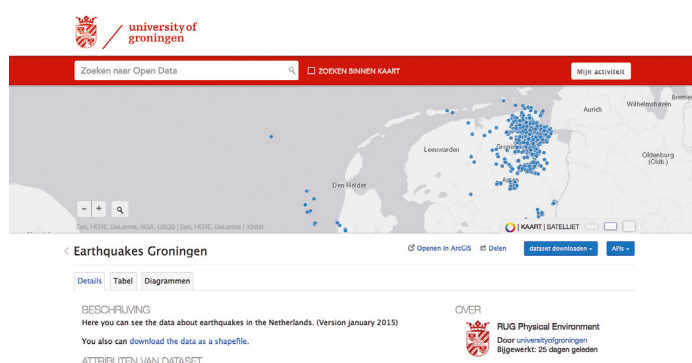 university of
groningen
Zoeken naar Open Data
ZOEKEN BINNEN KAART
Mijn activiteit
Bremer
Wilhelmshaven
Aurich
Leeuwarden
Groningen
Oldenburg
(Oldb.)
Assen
Den Helder
- +
Esri, HERE, DeLorme, NGA, USGS | Esri, HERE, DeLorme | KNMI
| KAART | SATELLIET
< Earthquakes Groningen
Openen in ArcGIS
Delen
dataset downloaden
APIs
Details Tabel Diagrammen
BESCHRIJVING
Here you can see the data about earthquakes in the Netherlands. (Version january 2015)
You also can download the data as a shapefile.
ATTRIBUTEN VAN DATASET
OVER
RUG Physical Environment
Door universityofgroningen
Bijgewerkt: 25 dagen geleden